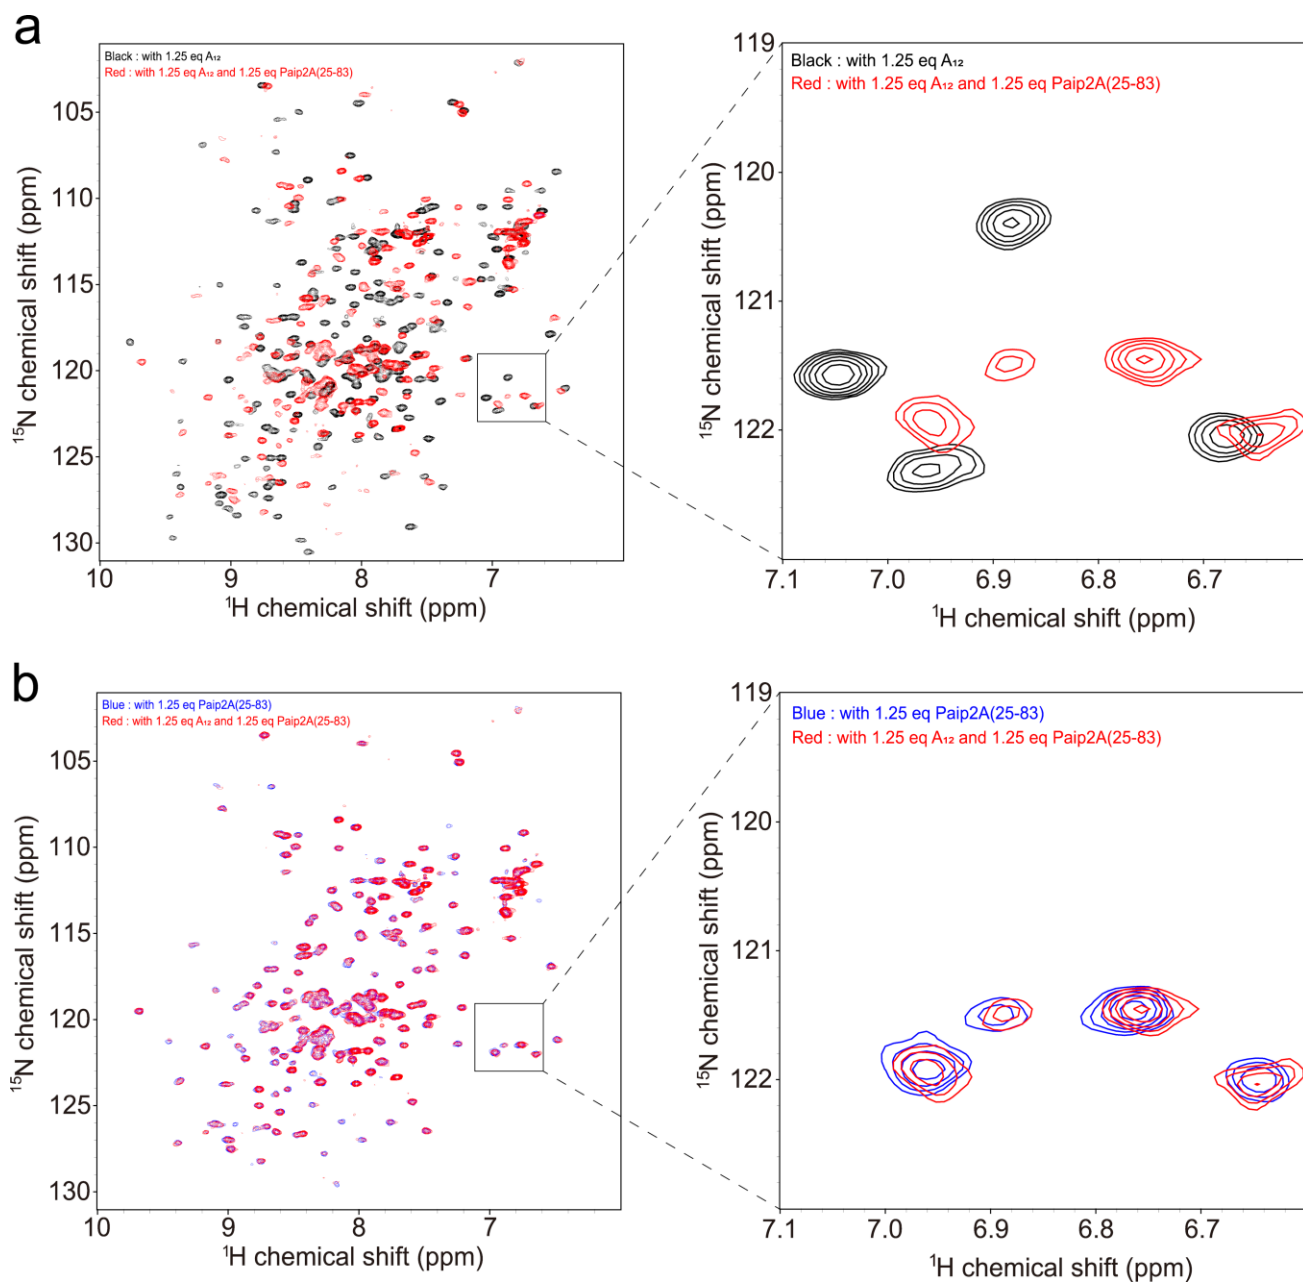 a
Black : with 1.25 eq A₁₂
Red : with 1.25 eq A₁₂ and 1.25 eq Paip2A(25-83)
105
110
115
120
125
130
10
9
8
7
¹⁵N chemical shift (ppm)
¹H chemical shift (ppm)
Black : with 1.25 eq A₁₂
Red : with 1.25 eq A₁₂ and 1.25 eq Paip2A(25-83)
119
120
121
122
7.1
7.0
6.9
6.8
6.7
¹⁵N chemical shift (ppm)
¹H chemical shift (ppm)
b
Blue : with 1.25 eq Paip2A(25-83)
Red : with 1.25 eq A₁₂ and 1.25 eq Paip2A(25-83)
105
110
115
120
125
130
10
9
8
7
¹⁵N chemical shift (ppm)
¹H chemical shift (ppm)
Blue : with 1.25 eq Paip2A(25-83)
Red : with 1.25 eq A₁₂ and 1.25 eq Paip2A(25-83)
119
120
121
122
7.1
7.0
6.9
6.8
6.7
¹⁵N chemical shift (ppm)
¹H chemical shift (ppm)